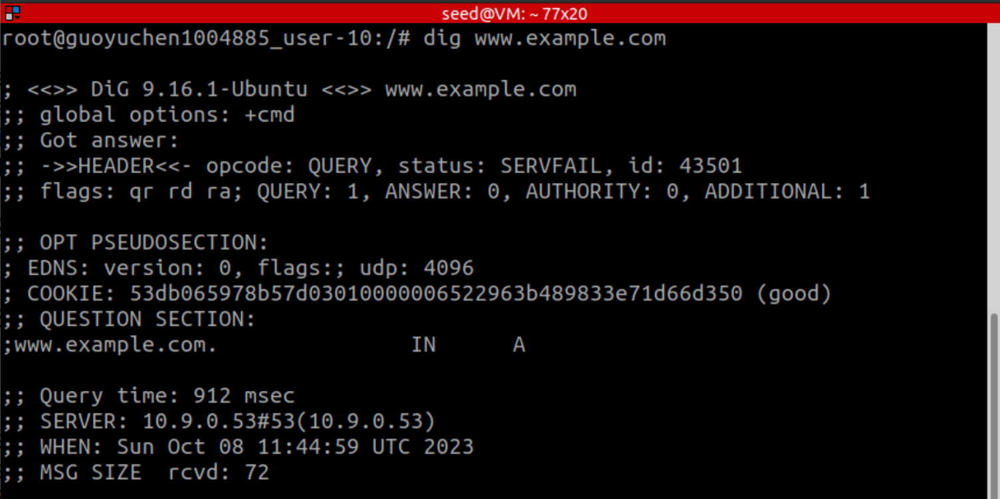 seed@VM: ~ 77x20
root@guoyuchen1004885_user-10:/# dig www.example.com
; <<>> DiG 9.16.1-Ubuntu <<>> www.example.com
;; global options: +cmd
;; Got answer:
;; ->>HEADER<<- opcode: QUERY, status: SERVFAIL, id: 43501
;; flags: qr rd ra; QUERY: 1, ANSWER: 0, AUTHORITY: 0, ADDITIONAL: 1
;; OPT PSEUDOSECTION:
; EDNS: version: 0, flags:; udp: 4096
; COOKIE: 53db065978b57d03010000006522963b489833e71d66d350 (good)
;; QUESTION SECTION:
;www.example.com. IN A
;; Query time: 912 msec
;; SERVER: 10.9.0.53#53(10.9.0.53)
;; WHEN: Sun Oct 08 11:44:59 UTC 2023
;; MSG SIZE rcvd: 72